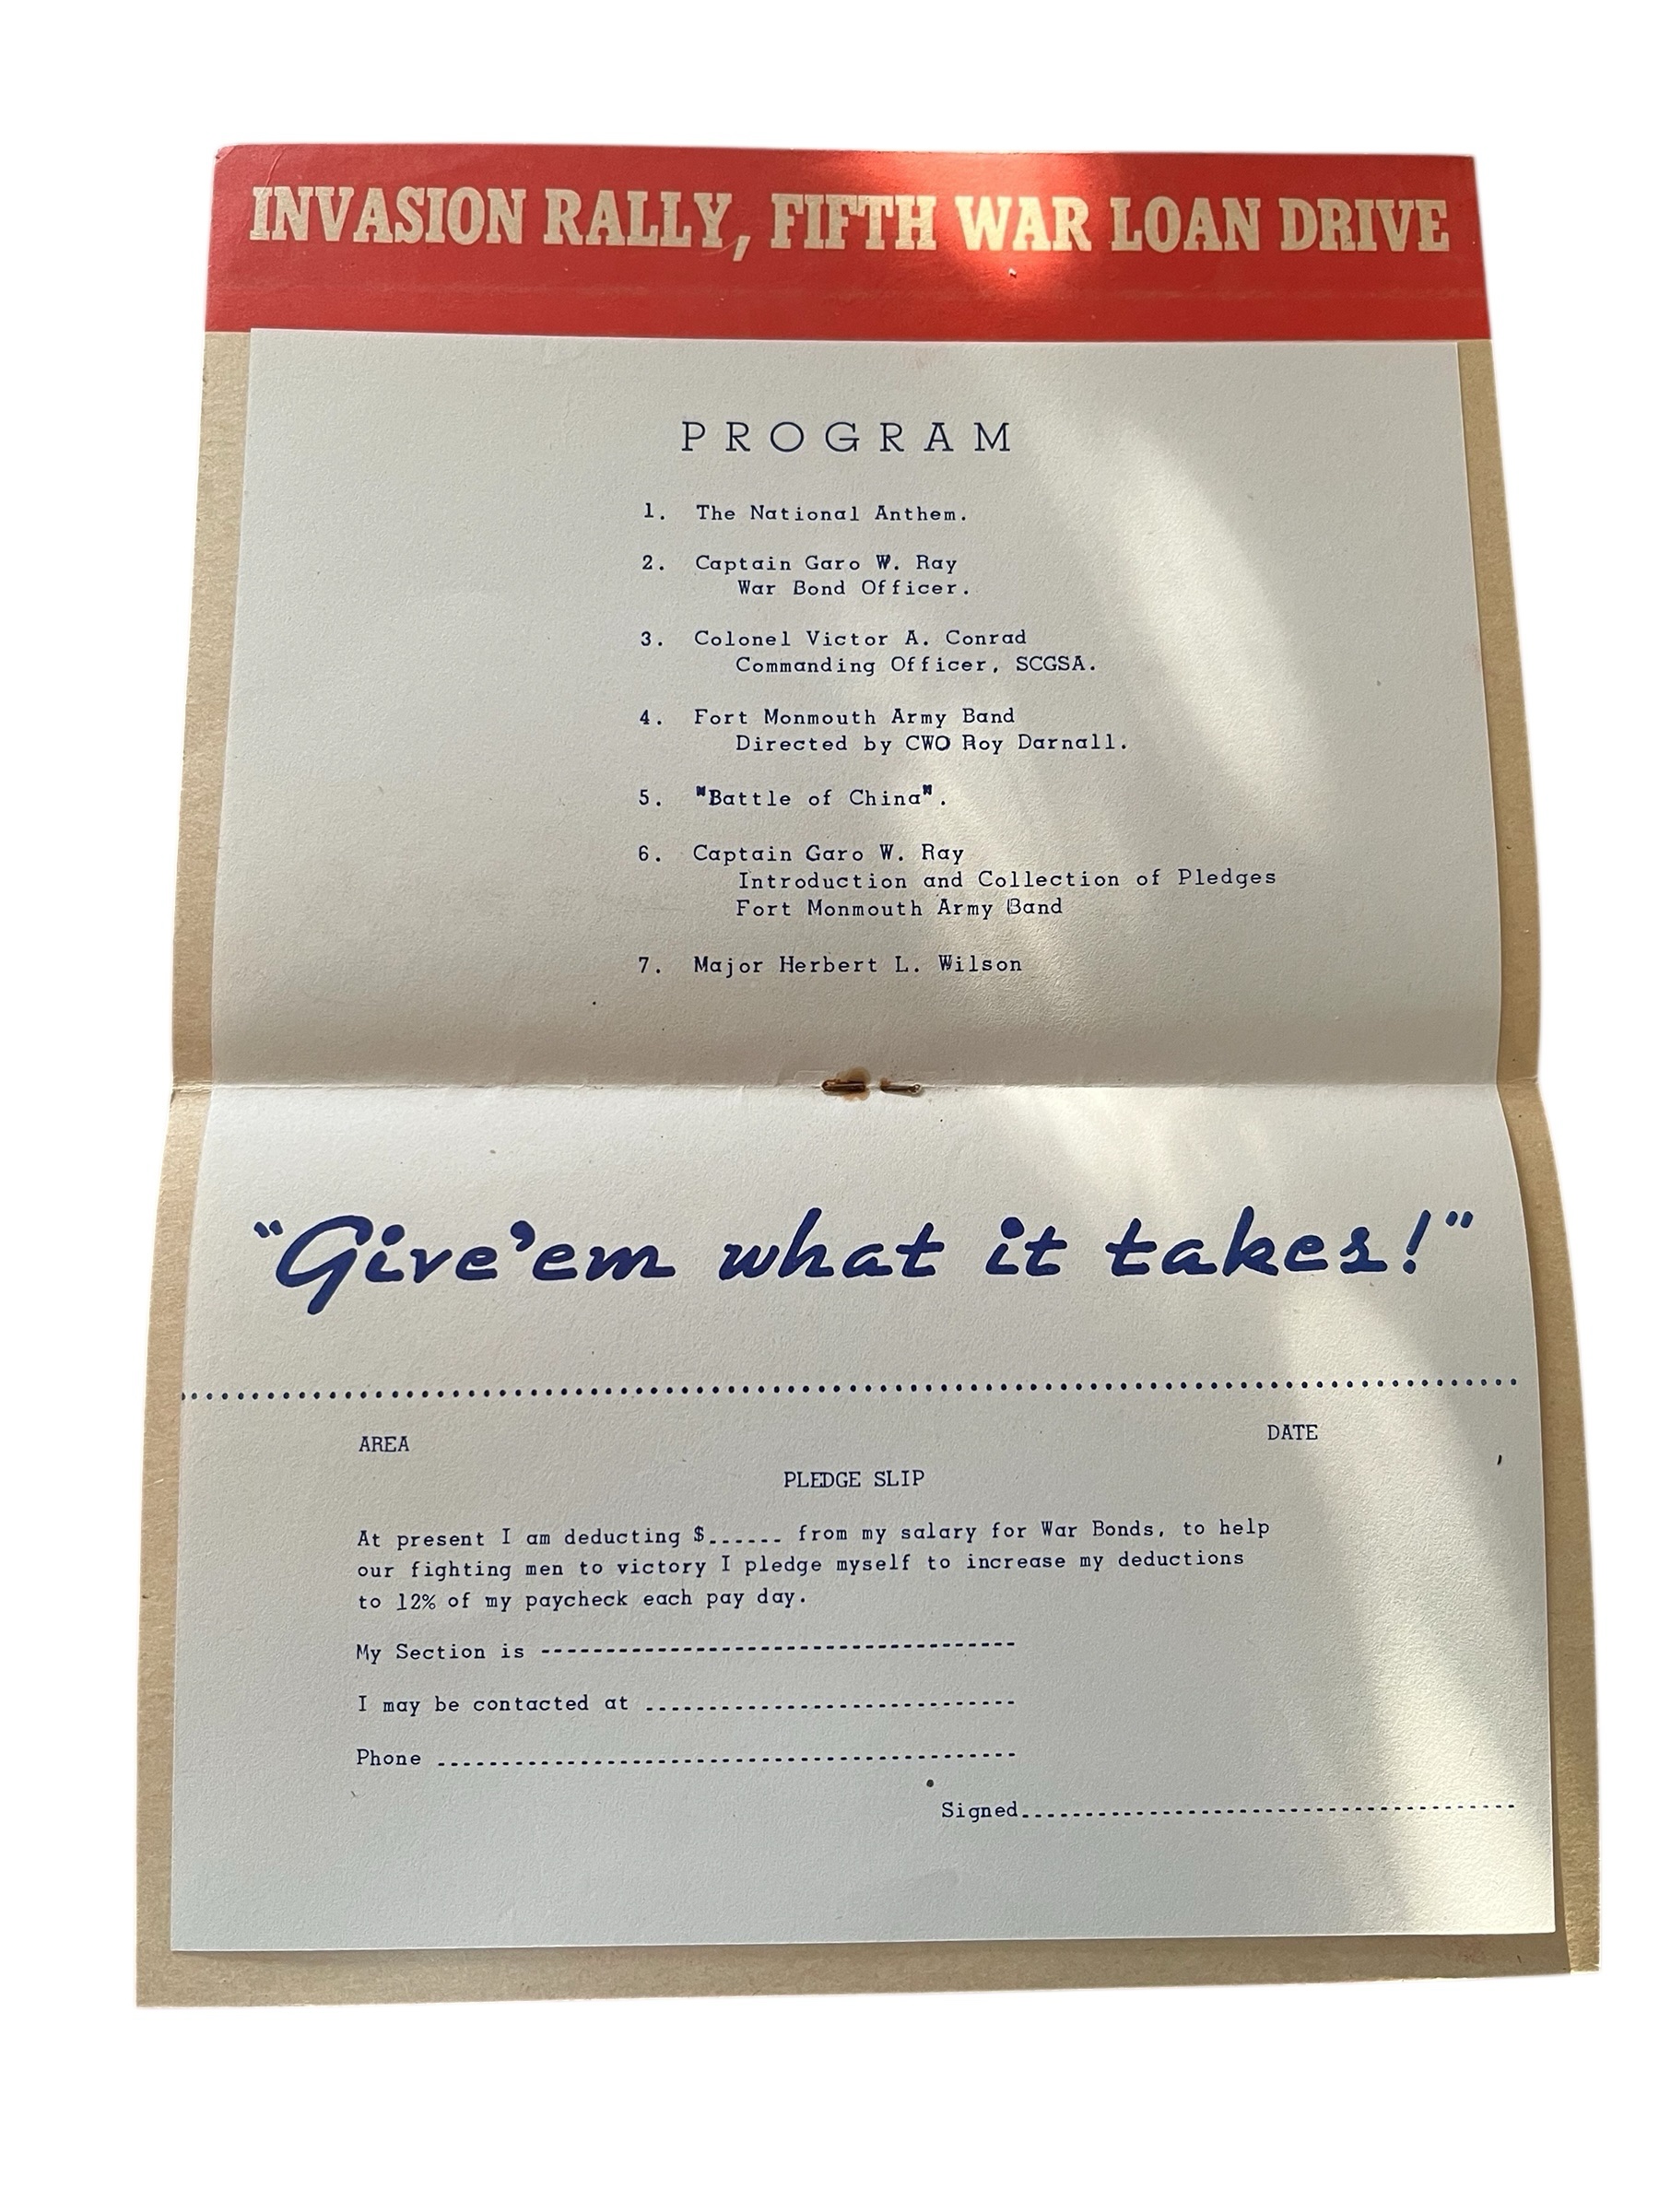 INVASION RALLY, FIFTH WAR LOAN DRIVE
PROGRAM
1. The National Anthem.
2. Captain Garo W. Ray
War Bond Officer.
3. Colonel Victor A. Conrad
Commanding Officer, SCGSA.
4. Fort Monmouth Army Band
Directed by CWO Roy Darnall.
5. "Battle of China".
6. Captain Garo W. Ray
Introduction and Collection of Pledges
Fort Monmouth Army Band
7. Major Herbert L. Wilson
"Give'em what it takes!"
AREA DATE
PLEDGE SLIP
At present I am deducting $______ from my salary for War Bonds, to help
our fighting men to victory I pledge myself to increase my deductions
to 12% of my paycheck each pay day.
My Section is -------------------------------------
I may be contacted at _____________________________
Phone _____________________________________________
Signed_______________________________________